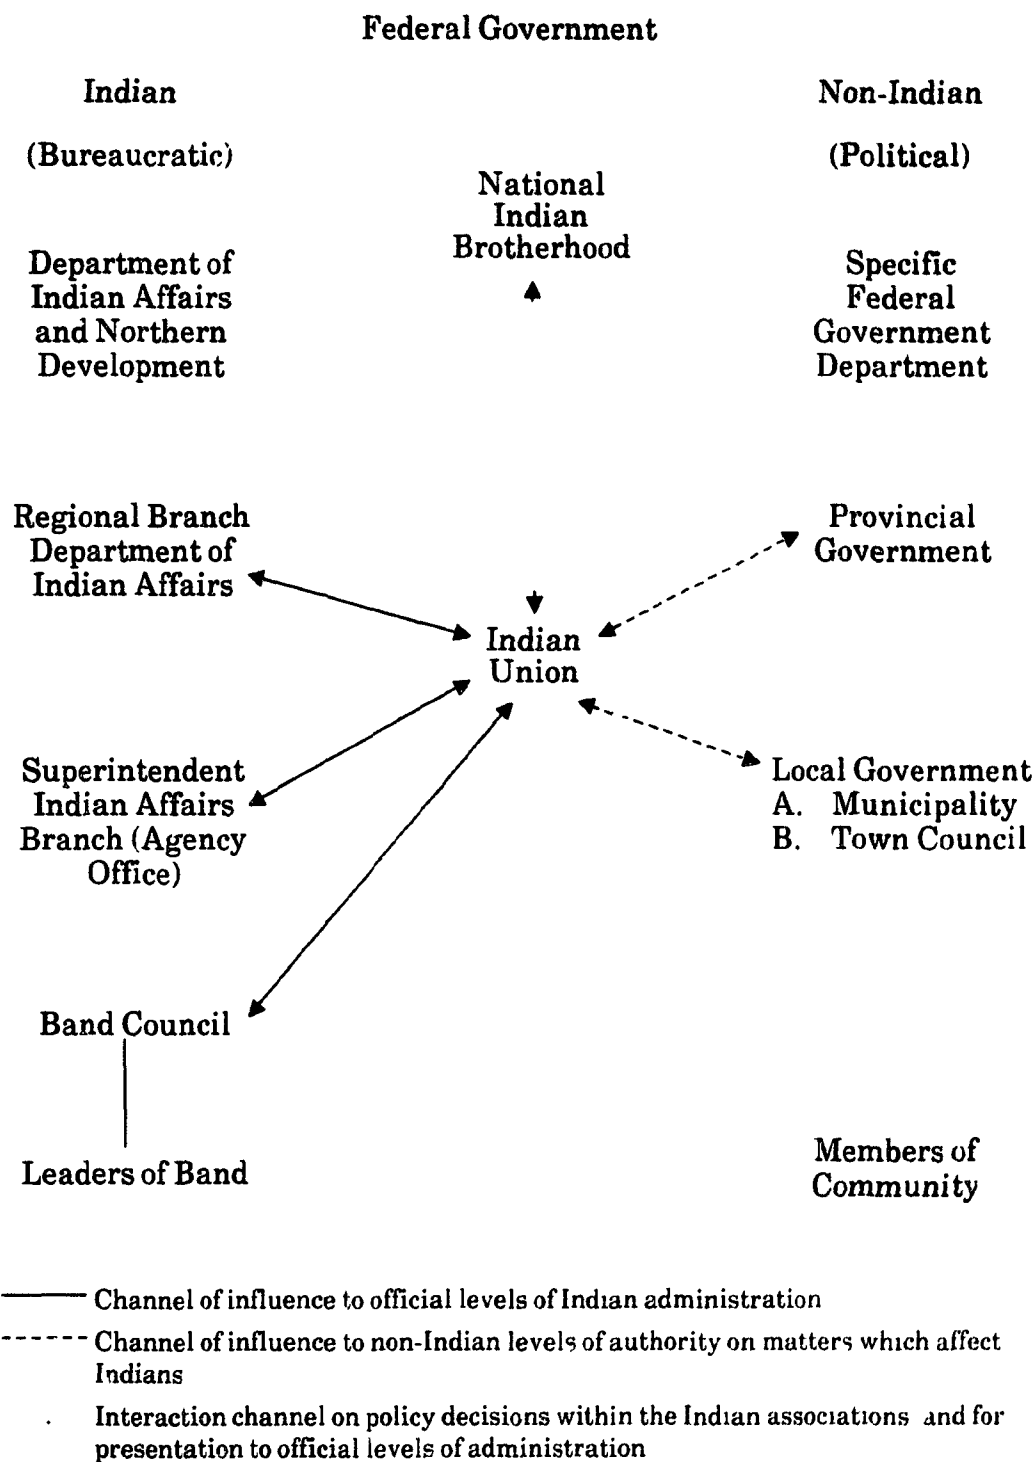 Federal Government
Indian
Non-Indian
(Bureaucratic)
(Political)
National
Indian
Brotherhood
Department of
Indian Affairs
and Northern
Development
Specific
Federal
Government
Department
Regional Branch
Department of
Indian Affairs
Provincial
Government
Indian
Union
Superintendent
Indian Affairs
Branch (Agency
Office)
Local Government
A. Municipality
B. Town Council
Band Council
Leaders of Band
Members of
Community
Channel of influence to official levels of Indian administration
Channel of influence to non-Indian levels of authority on matters which affect
Indians
Interaction channel on policy decisions within the Indian associations and for
presentation to official levels of administration